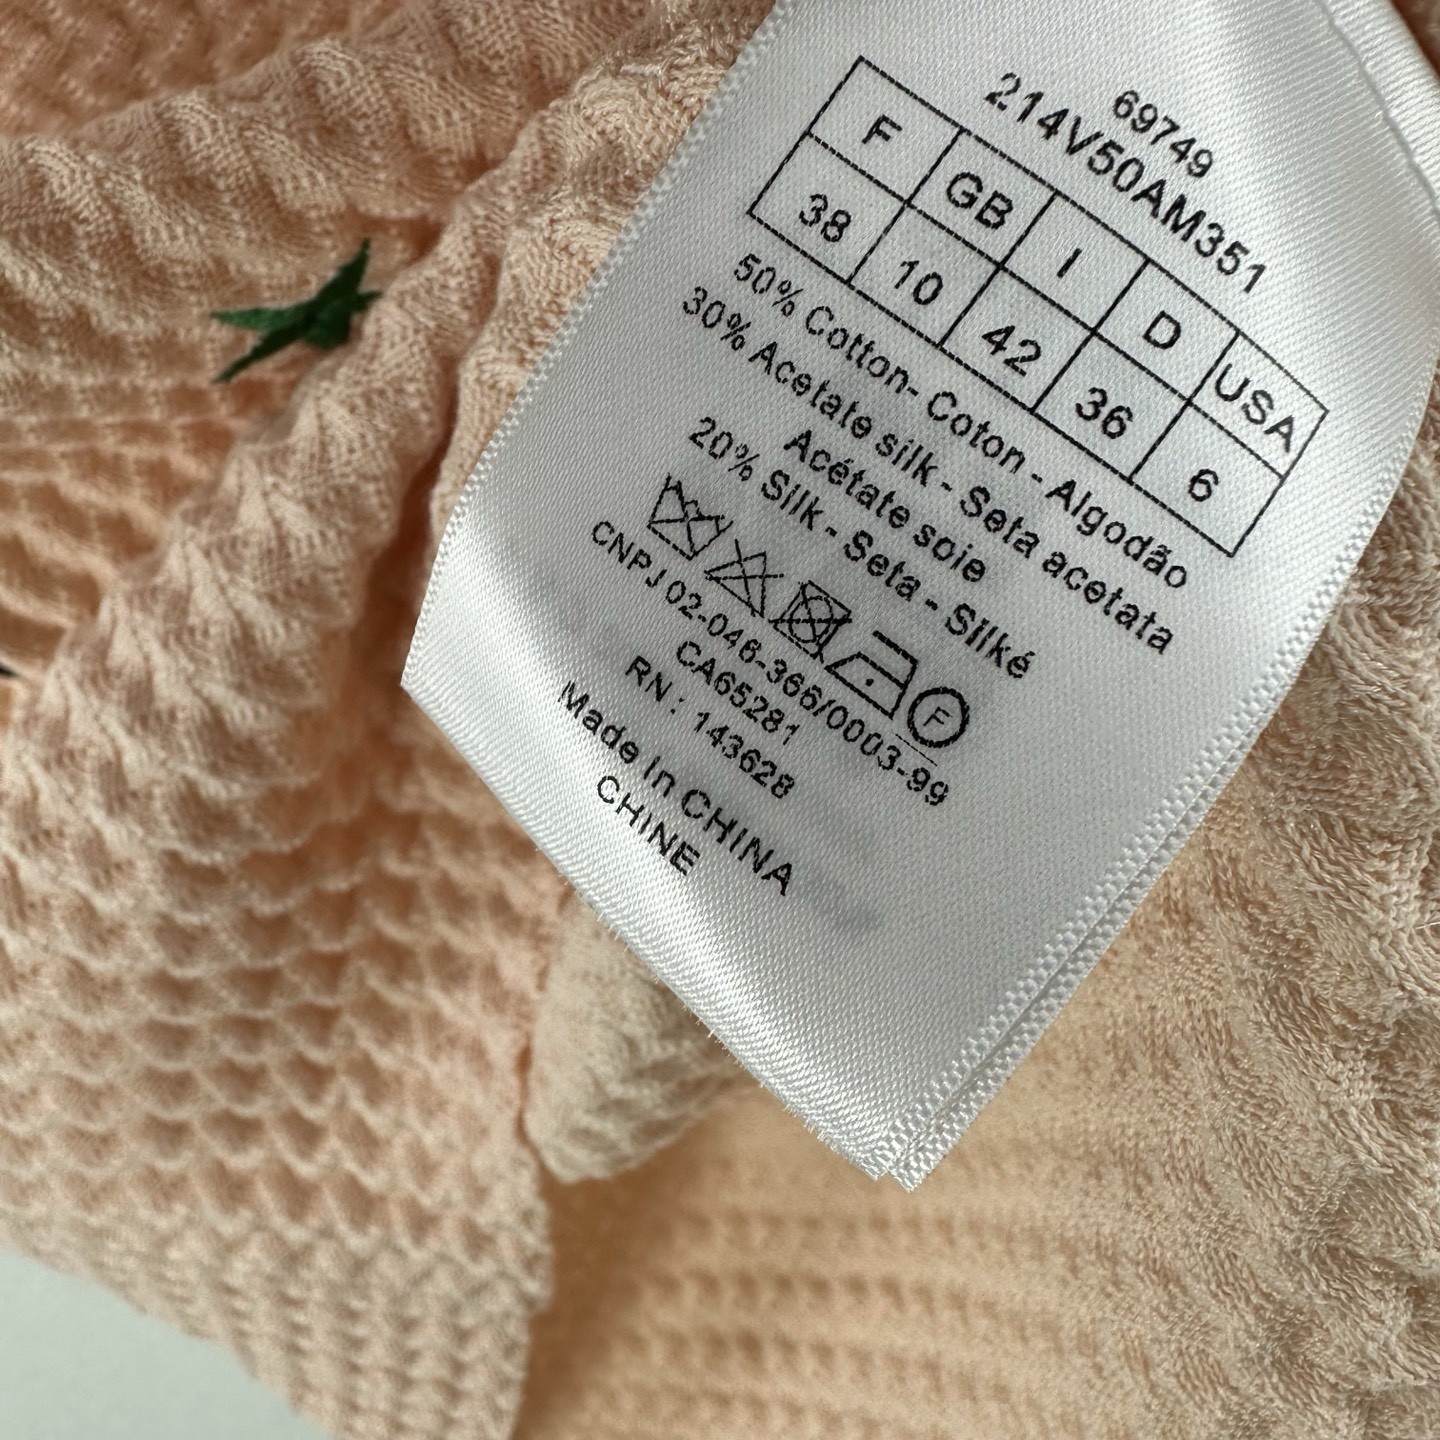 69749
214V50AM351
F GB I D USA
38 10 42 36 6
50% Cotton- Coton - Algodão
30% Acetate silk - Seta acetata
Acétate soie
20% Silk - Seta - Silké
F
CNPJ 02-046-366/0003-99
CA65281
RN : 143628
Made In CHINA
CHINE